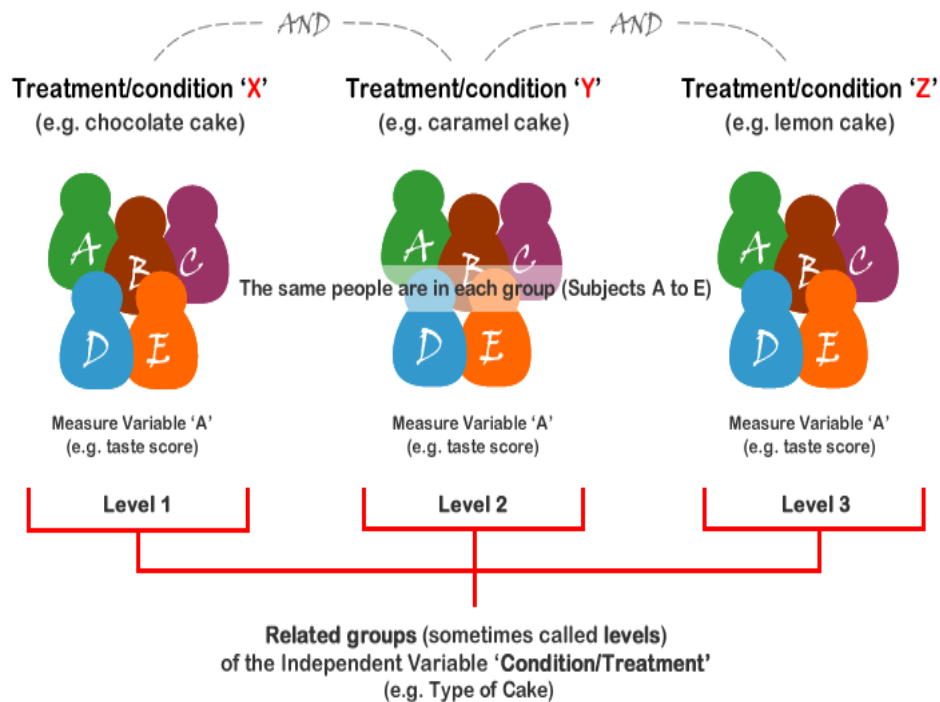 AND
AND
Treatment/condition ‘X’
(e.g. chocolate cake)
Treatment/condition ‘Y’
(e.g. caramel cake)
Treatment/condition ‘Z’
(e.g. lemon cake)
A
B
C
D
E
A
B
C
D
E
A
B
C
D
E
The same people are in each group (Subjects A to E)
Measure Variable ‘A’
(e.g. taste score)
Measure Variable ‘A’
(e.g. taste score)
Measure Variable ‘A’
(e.g. taste score)
Level 1
Level 2
Level 3
Related groups (sometimes called levels)
of the Independent Variable ‘Condition/Treatment’
(e.g. Type of Cake)